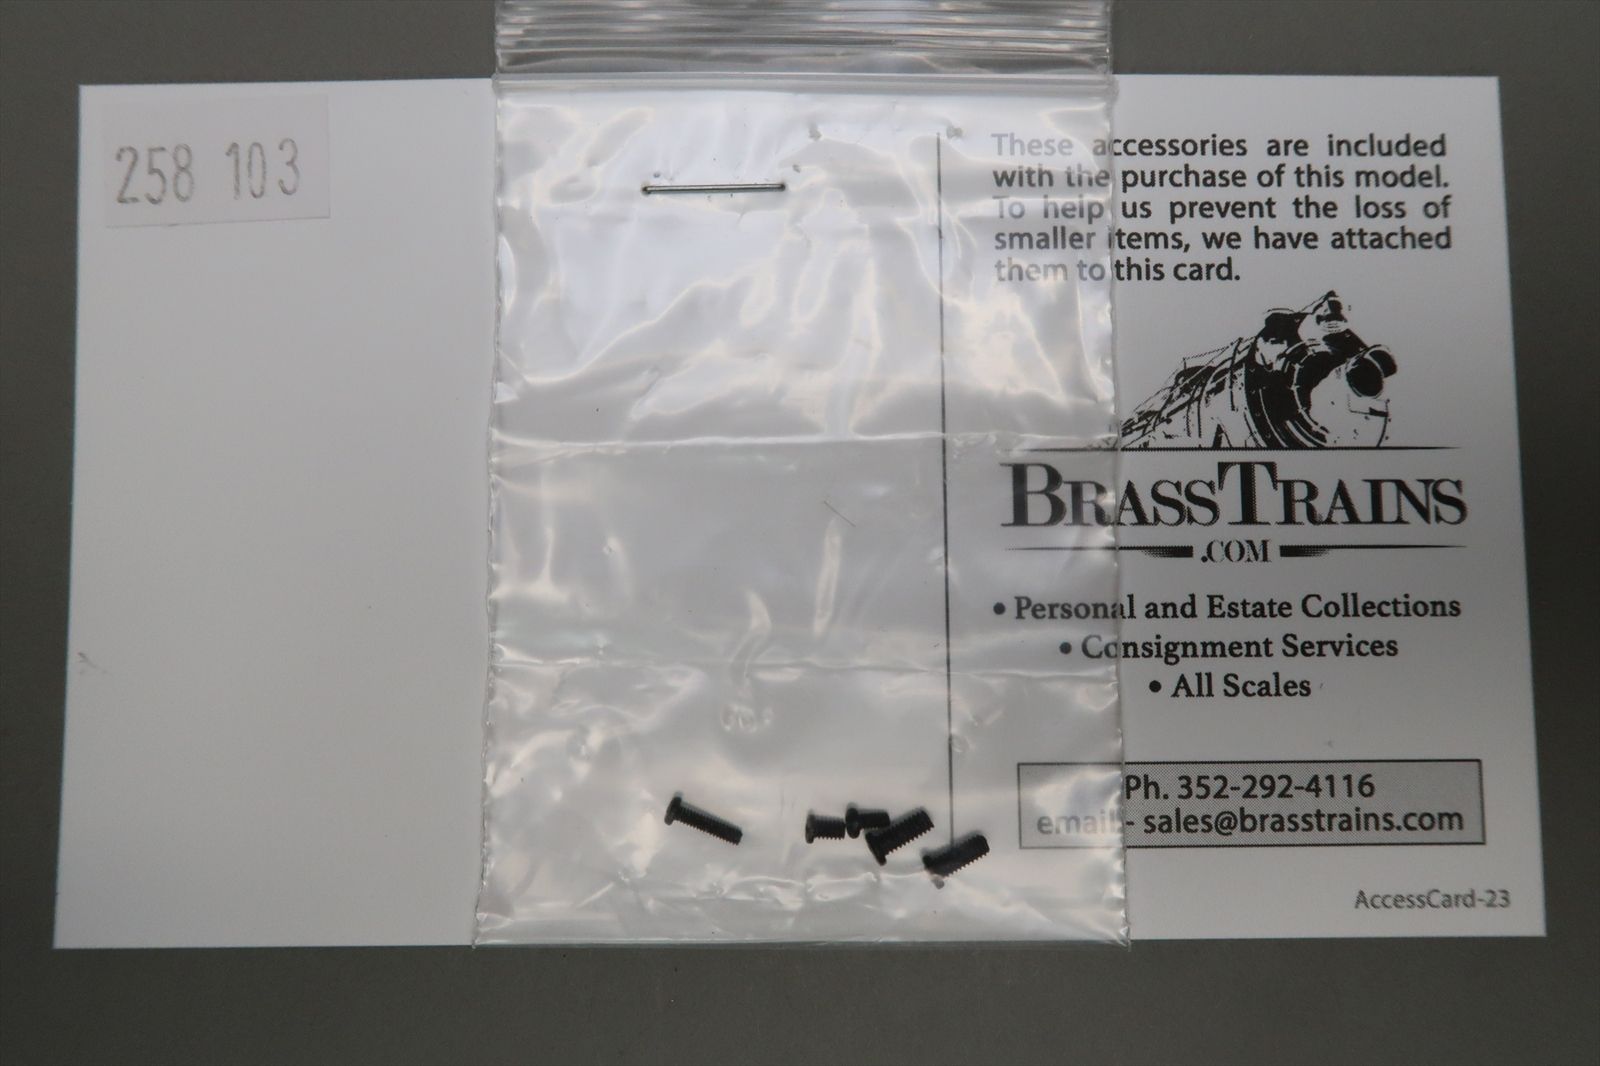 258 103
These accessories are included
with the purchase of this model.
To help us prevent the loss of
smaller items, we have attached
them to this card.
BRASSTRAINS
.COM
• Personal and Estate Collections
• Consignment Services
• All Scales
Ph. 352-292-4116
email - sales@brasstrains.com
AccessCard-23